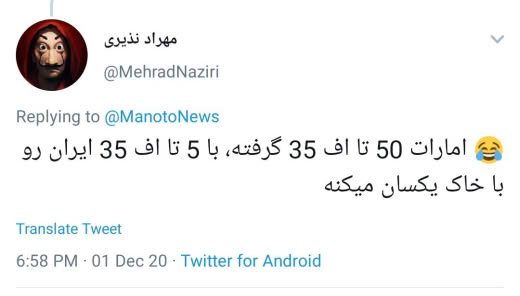 مهراد نذیری
@MehradNaziri
Replying to @ManotoNews
😂 امارات 50 تا اف 35 گرفته، با 5 تا اف 35 ایران رو
با خاک یکسان میکنه
Translate Tweet
6:58 PM · 01 Dec 20 · Twitter for Android